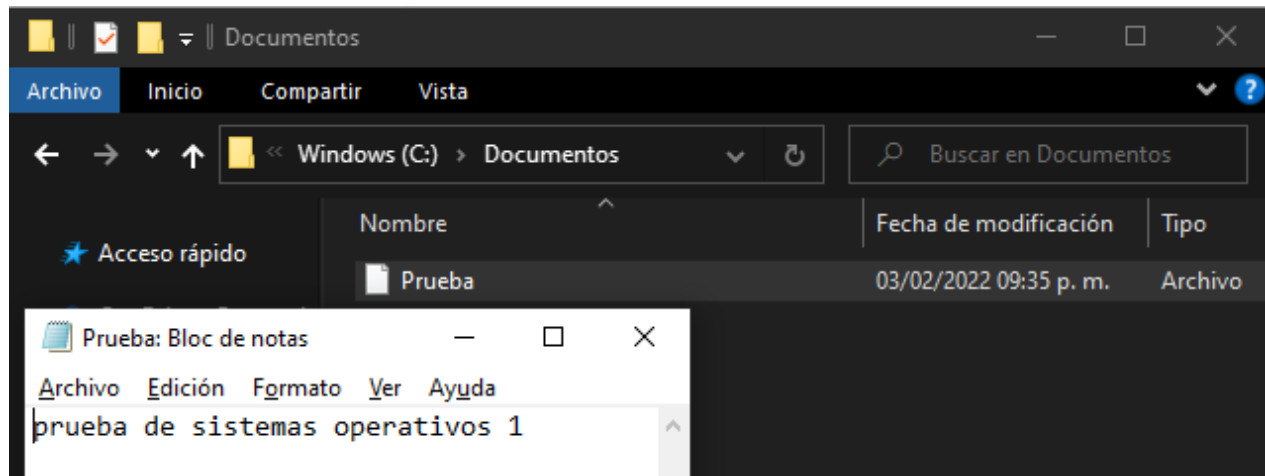 Documentos
Archivo Inicio Compartir Vista
Windows (C:) Documentos Buscar en Documentos
Nombre Fecha de modificación Tipo
Acceso rápido
Prueba 03/02/2022 09:35 p. m. Archivo
Prueba: Bloc de notas
Archivo Edición Formato Ver Ayuda
prueba de sistemas operativos 1